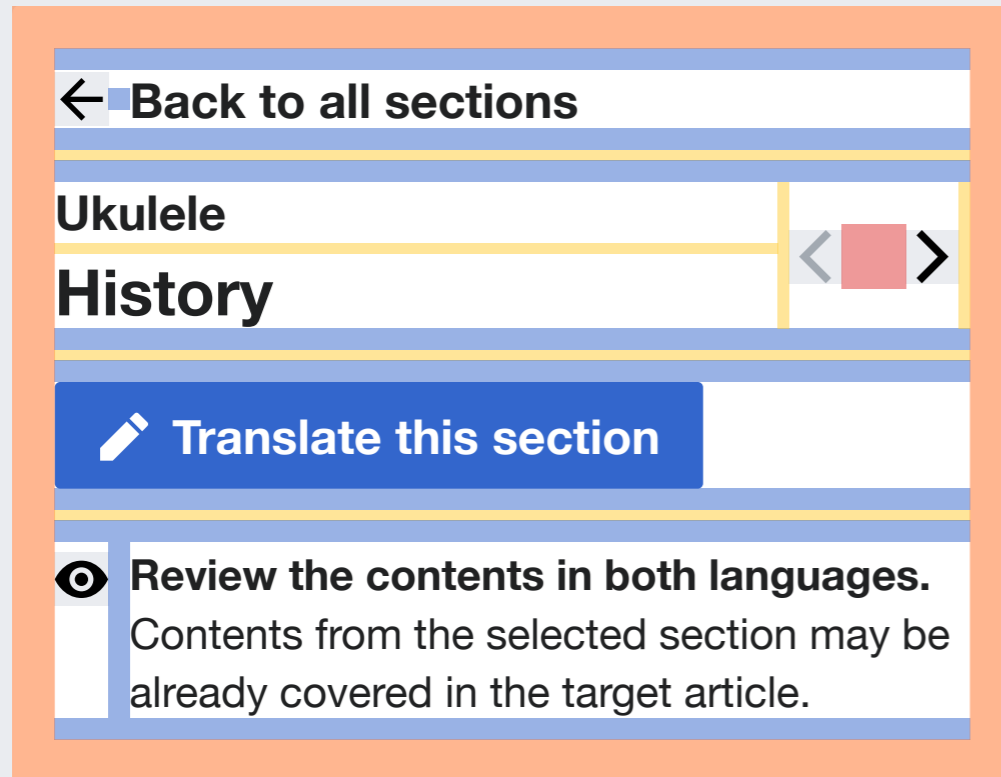 Back to all sections
Ukulele
History
Translate this section
Review the contents in both languages.
Contents from the selected section may be
already covered in the target article.